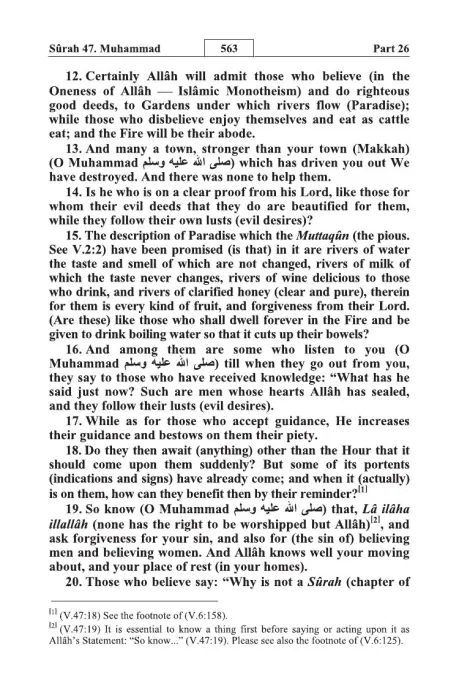 Sûrah 47. Muhammad 563 Part 26
12. Certainly Allâh will admit those who believe (in the
Oneness of Allâh — Islâmic Monotheism) and do righteous
good deeds, to Gardens under which rivers flow (Paradise);
while those who disbelieve enjoy themselves and eat as cattle
eat; and the Fire will be their abode.
13. And many a town, stronger than your town (Makkah)
(O Muhammad صلى الله عليه وسلم) which has driven you out We
have destroyed. And there was none to help them.
14. Is he who is on a clear proof from his Lord, like those for
whom their evil deeds that they do are beautified for them,
while they follow their own lusts (evil desires)?
15. The description of Paradise which the Muttaqûn (the pious.
See V.2:2) have been promised (is that) in it are rivers of water
the taste and smell of which are not changed, rivers of milk of
which the taste never changes, rivers of wine delicious to those
who drink, and rivers of clarified honey (clear and pure), therein
for them is every kind of fruit, and forgiveness from their Lord.
(Are these) like those who shall dwell forever in the Fire and be
given to drink boiling water so that it cuts up their bowels?
16. And among them are some who listen to you (O
Muhammad صلى الله عليه وسلم) till when they go out from you,
they say to those who have received knowledge: “What has he
said just now? Such are men whose hearts Allâh has sealed,
and they follow their lusts (evil desires).
17. While as for those who accept guidance, He increases
their guidance and bestows on them their piety.
18. Do they then await (anything) other than the Hour that it
should come upon them suddenly? But some of its portents
(indications and signs) have already come; and when it (actually)
is on them, how can they benefit then by their reminder?[1]
19. So know (O Muhammad صلى الله عليه وسلم) that, Lâ ilâha
illallâh (none has the right to be worshipped but Allâh)[2], and
ask forgiveness for your sin, and also for (the sin of) believing
men and believing women. And Allâh knows well your moving
about, and your place of rest (in your homes).
20. Those who believe say: “Why is not a Sûrah (chapter of
[1] (V.47:18) See the footnote of (V.6:158).
[2] (V.47:19) It is essential to know a thing first before saying or acting upon it as
Allâh’s Statement: “So know...” (V.47:19). Please see also the footnote of (V.6:125).